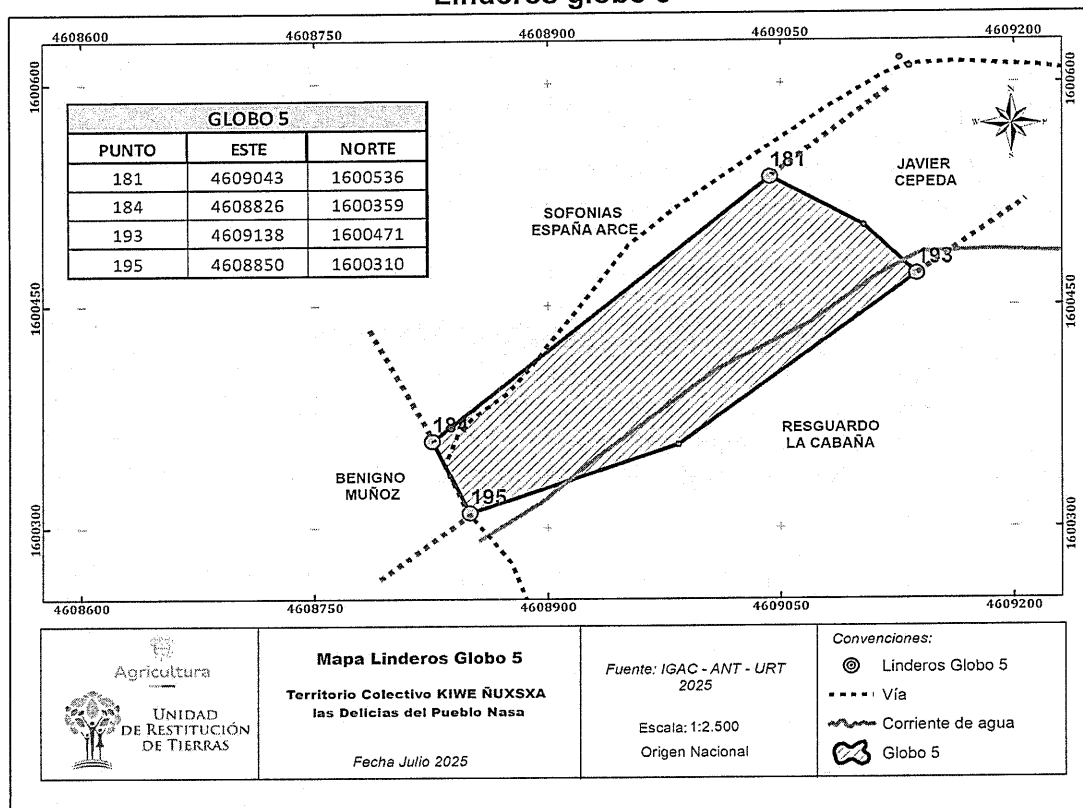 Linderos globo 5
4608600 4608750 4608900 4609050 4609200
1600600
1600600
GLOBO 5
PUNTO ESTE NORTE
181 4609043 1600536
184 4608826 1600359
193 4609138 1600471
195 4608850 1600310
N
W
S
181
JAVIER
CEPEDA
SOFONIAS
ESPAÑA ARCE
193
1600450
1600450
184
RESGUARDO
LA CABAÑA
BENIGNO
MUÑOZ
195
1600300
1600300
4608600 4608750 4608900 4609050 4609200
Agricultura
UNIDAD
DE RESTITUCIÓN
DE TIERRAS
Mapa Linderos Globo 5
Territorio Colectivo KIWE ÑUXSXA
las Delicias del Pueblo Nasa
Fecha Julio 2025
Fuente: IGAC - ANT - URT
2025
Escala: 1:2.500
Origen Nacional
Convenciones:
Linderos Globo 5
Vía
Corriente de agua
Globo 5